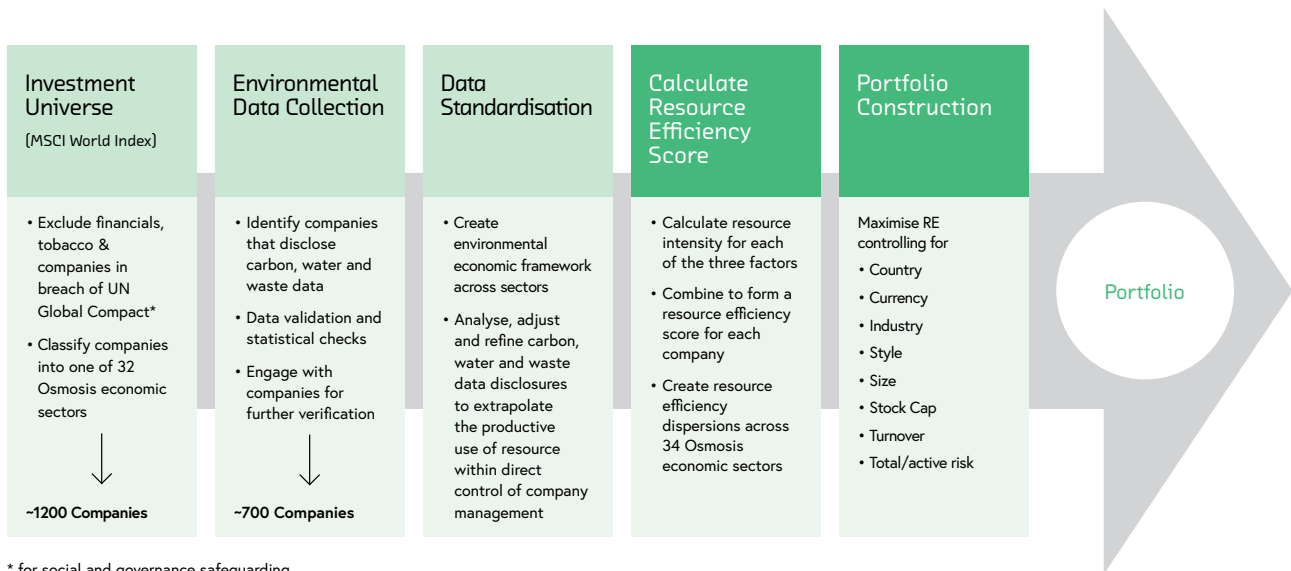 Investment
Universe
(MSCI World Index)
• Exclude financials,
tobacco &
companies in
breach of UN
Global Compact*
• Classify companies
into one of 32
Osmosis economic
sectors
~1200 Companies
Environmental
Data Collection
• Identify companies
that disclose
carbon, water and
waste data
• Data validation and
statistical checks
• Engage with
companies for
further verification
~700 Companies
Data
Standardisation
• Create
environmental
economic framework
across sectors
• Analyse, adjust
and refine carbon,
water and waste
data disclosures
to extrapolate
the productive
use of resource
within direct
control of company
management
Calculate
Resource
Efficiency
Score
• Calculate resource
intensity for each
of the three factors
• Combine to form a
resource efficiency
score for each
company
• Create resource
efficiency
dispersions across
34 Osmosis
economic sectors
Portfolio
Construction
Maximise RE
controlling for
• Country
• Currency
• Industry
• Style
• Size
• Stock Cap
• Turnover
• Total/active risk
Portfolio
* for social and governance safeguarding